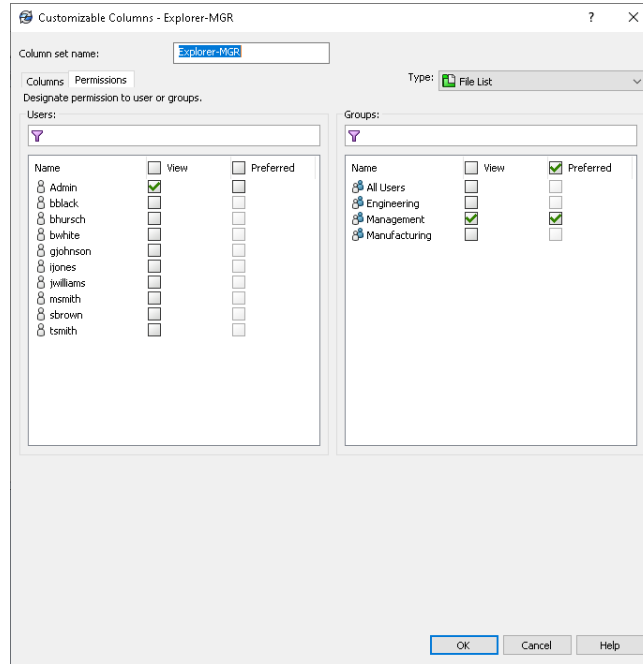 Customizable Columns - Explorer-MGR
?
Column set name: Explorer-MGR
Columns Permissions
Type: File List
Designate permission to user or groups.
Users:
Name View Preferred
Admin
bblack
bhursch
bwhite
gjohnson
ijones
jwilliams
msmith
sbrown
tsmith
Groups:
Name View Preferred
All Users
Engineering
Management
Manufacturing
OK Cancel Help